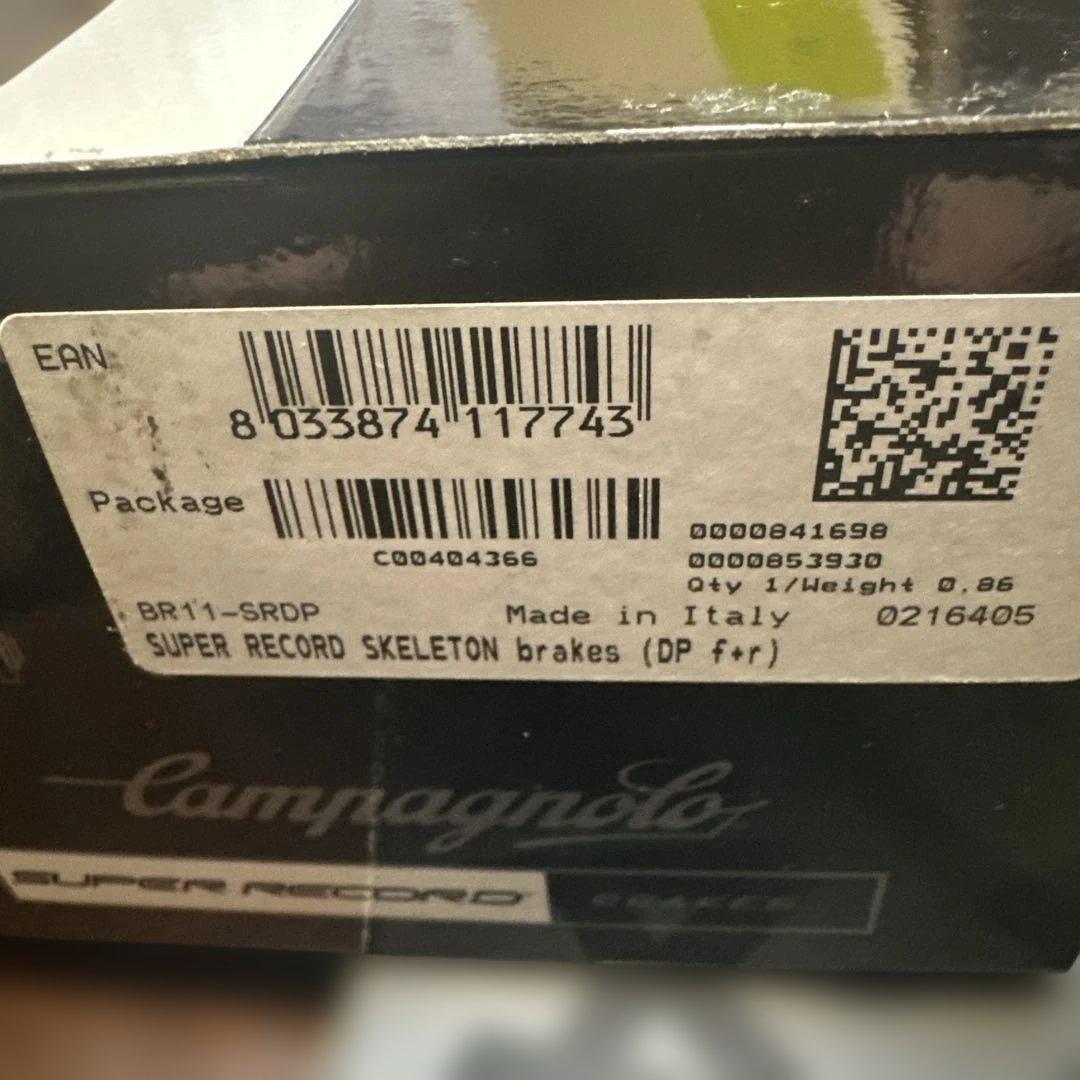 EAN
8 033874 117743
Package
C00404366
0000841698
0000853930
Qty 1/Weight 0.86
BR11-SRDP Made in Italy 0216405
SUPER RECORD SKELETON brakes (DP f+r)
Campagnolo
SUPER RECORD BRAKES